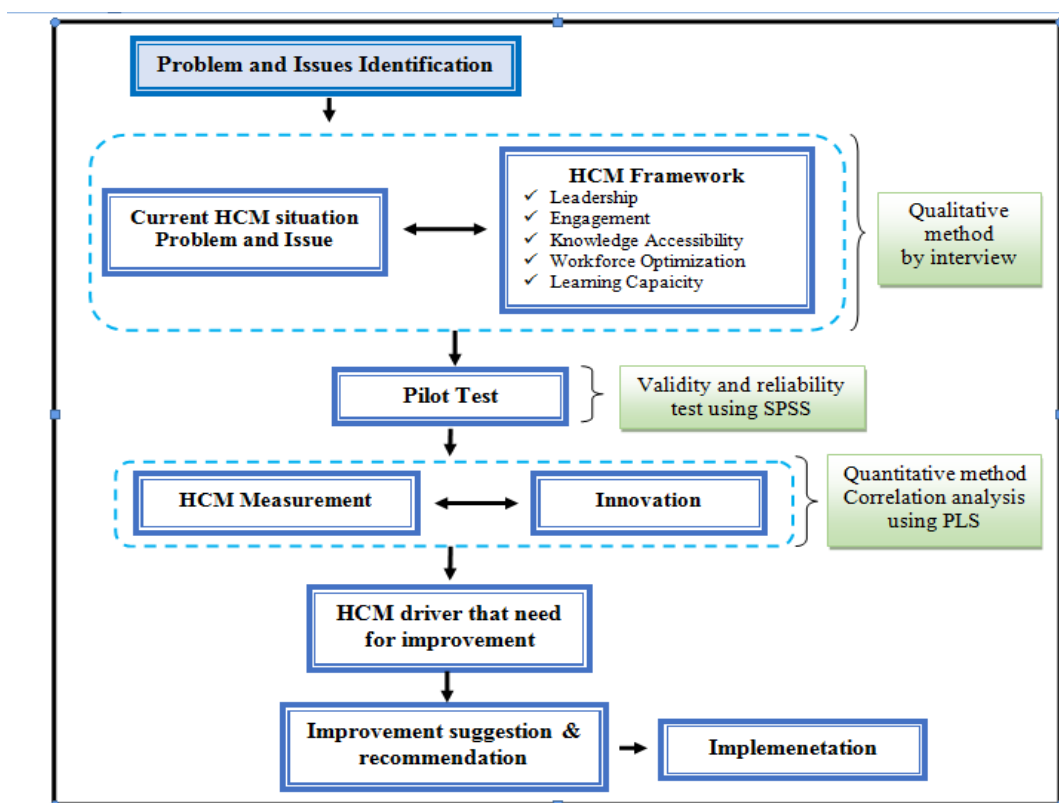 Problem and Issues Identification
HCM Framework
✓ Leadership
✓ Engagement
✓ Knowledge Accessibility
✓ Workforce Optimization
✓ Learning Capaicity
Current HCM situation
Problem and Issue
Qualitative
method
by interview
Pilot Test
Validity and reliability
test using SPSS
HCM Measurement
Innovation
Quantitative method
Correlation analysis
using PLS
HCM driver that need
for improvement
Improvement suggestion &
recommendation
Implemenetation